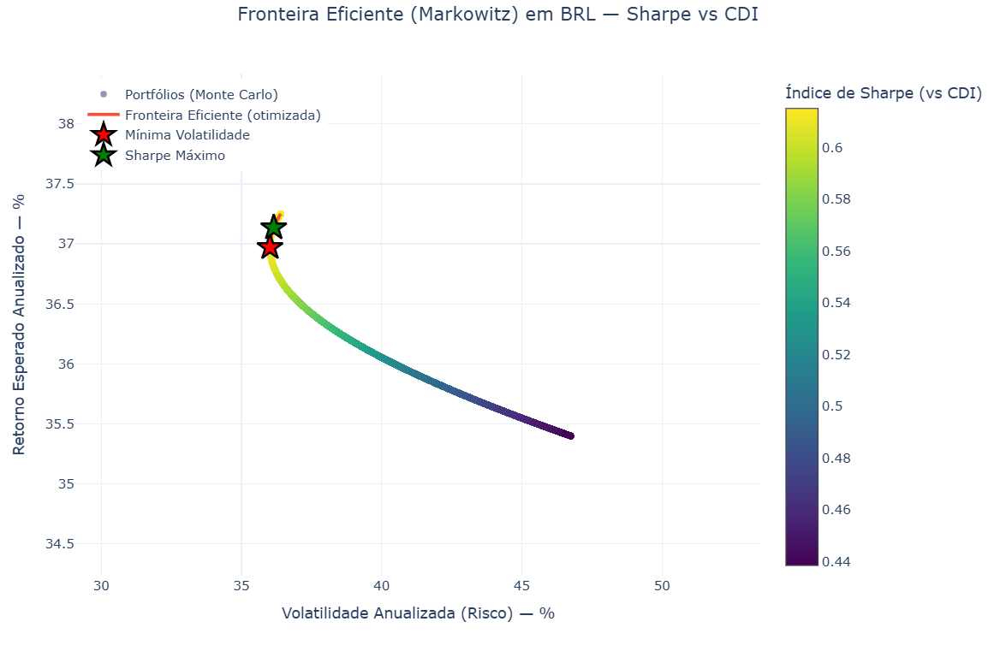 Fronteira Eficiente (Markowitz) em BRL — Sharpe vs CDI
Portfólios (Monte Carlo)
Fronteira Eficiente (otimizada)
Mínima Volatilidade
Sharpe Máximo
Índice de Sharpe (vs CDI)
0.6
0.58
0.56
0.54
0.52
0.5
0.48
0.46
0.44
Retorno Esperado Anualizado — %
38
37.5
37
36.5
36
35.5
35
34.5
30
35
40
45
50
Volatilidade Anualizada (Risco) — %